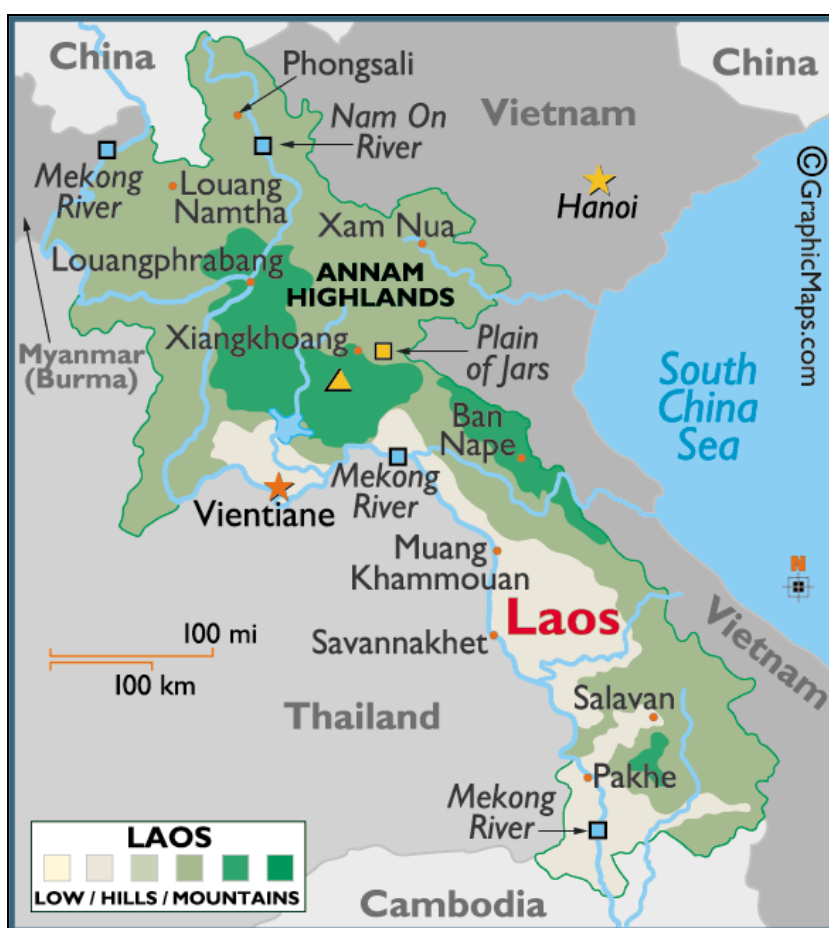 China
China
Phongsali
Vietnam
Nam On
River
© GraphicMaps.com
Mekong
River
Louang
Namtha
Hanoi
Xam Nua
Louangphrabang
ANNAM
HIGHLANDS
Xiangkhoang
Plain
of Jars
Myanmar
(Burma)
South
China
Sea
Ban
Nape
Mekong
River
Vientiane
N
Muang
Khammouan
Laos
Vietnam
100 mi
Savannakhet
100 km
Salavan
Thailand
Pakhe
Mekong
River
LAOS
LOW / HILLS / MOUNTAINS
Cambodia